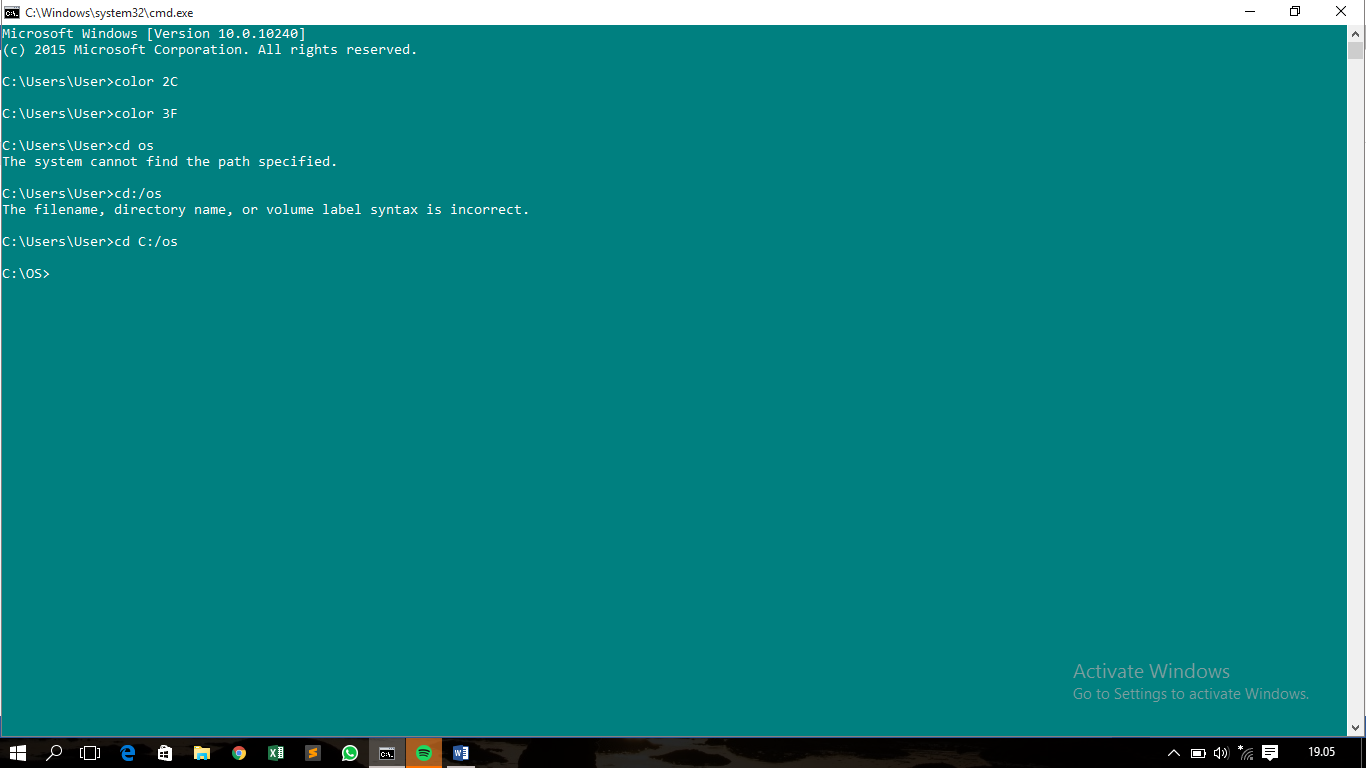 C:\Windows\system32\cmd.exe
Microsoft Windows [Version 10.0.10240]
(c) 2015 Microsoft Corporation. All rights reserved.
C:\Users\User>color 2C
C:\Users\User>color 3F
C:\Users\User>cd os
The system cannot find the path specified.
C:\Users\User>cd:/os
The filename, directory name, or volume label syntax is incorrect.
C:\Users\User>cd C:/os
C:\OS>
Activate Windows
Go to Settings to activate Windows.
19.05